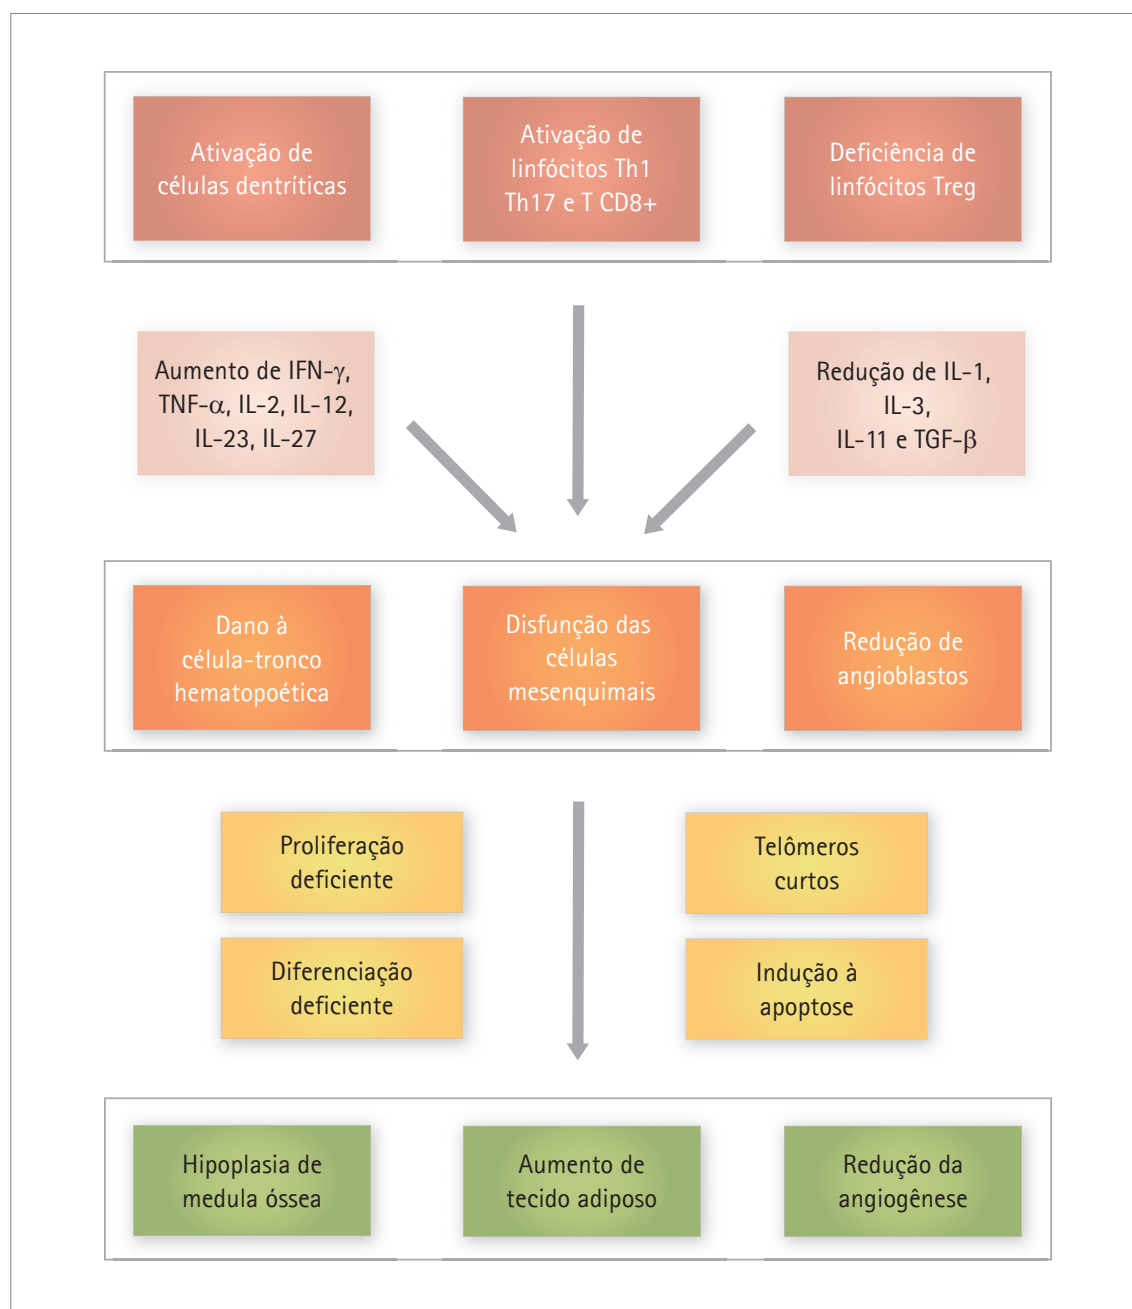 Ativação de
células dentríticas
Ativação de
linfócitos Th1
Th17 e T CD8+
Deficiência de
linfócitos Treg
Aumento de IFN-γ,
TNF-α, IL-2, IL-12,
IL-23, IL-27
Redução de IL-1,
IL-3,
IL-11 e TGF-β
Dano à
célula-tronco
hematopoética
Disfunção das
células
mesenquimais
Redução de
angioblastos
Proliferação
deficiente
Telômeros
curtos
Diferenciação
deficiente
Indução à
apoptose
Hipoplasia de
medula óssea
Aumento de
tecido adiposo
Redução da
angiogênese